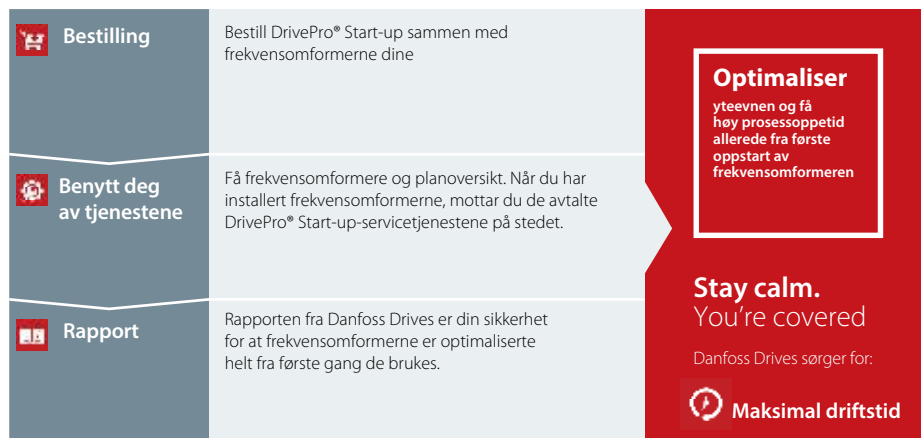 Bestilling
Bestill DrivePro® Start-up sammen med
frekvensomformerne dine
Benytt deg
av tjenestene
Få frekvensomformere og planoversikt. Når du har
installert frekvensomformerne, mottar du de avtalte
DrivePro® Start-up-servicetjenestene på stedet.
Rapport
Rapporten fra Danfoss Drives er din sikkerhet
for at frekvensomformerne er optimaliserte
helt fra første gang de brukes.
Optimaliser
yteevnen og få
høy prosessoppetid
allerede fra første
oppstart av
frekvensomformeren
Stay calm.
You're covered
Danfoss Drives sørger for:
Maksimal driftstid